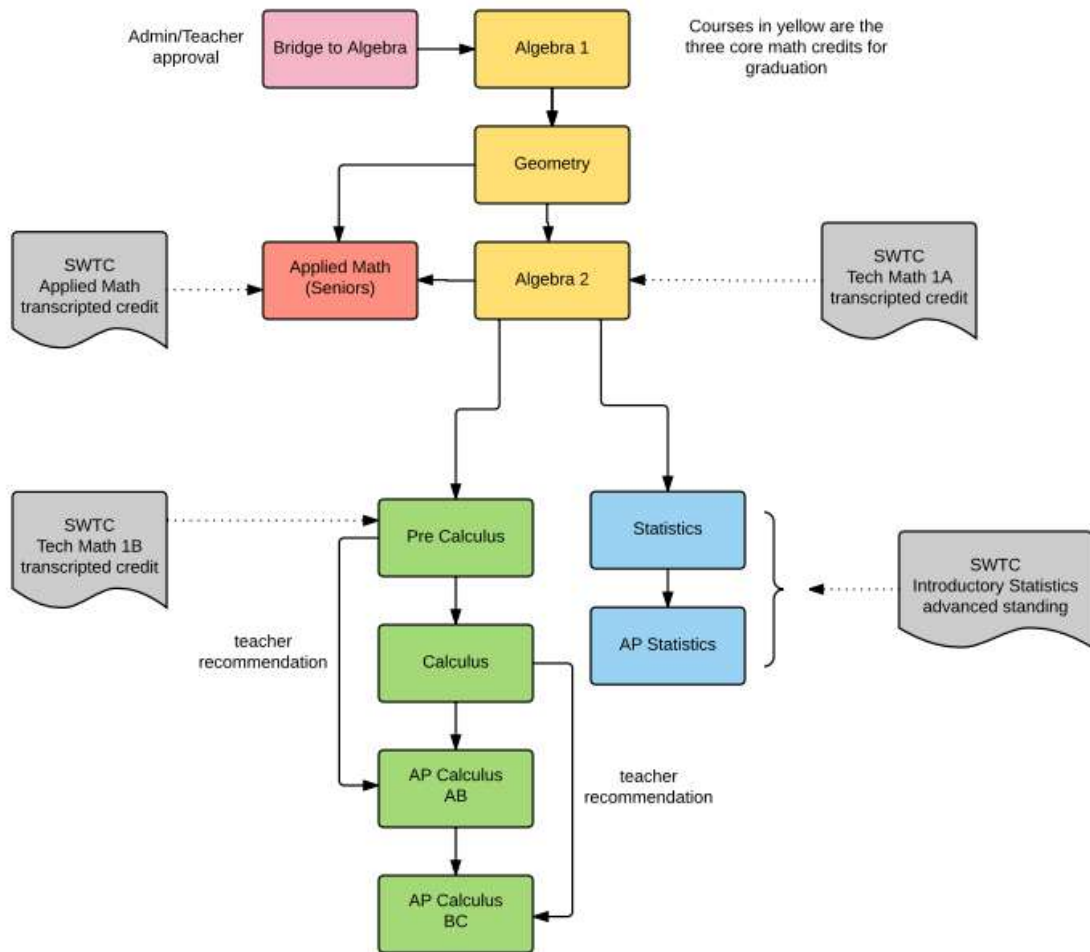 Admin/Teacher
approval
Bridge to Algebra
Algebra 1
Courses in yellow are the
three core math credits for
graduation
Geometry
SWTC
Applied Math
transcripted credit
Applied Math
(Seniors)
Algebra 2
SWTC
Tech Math 1A
transcripted credit
SWTC
Tech Math 1B
transcripted credit
Pre Calculus
Statistics
SWTC
Introductory Statistics
advanced standing
teacher
recommendation
Calculus
AP Statistics
AP Calculus
AB
teacher
recommendation
AP Calculus
BC